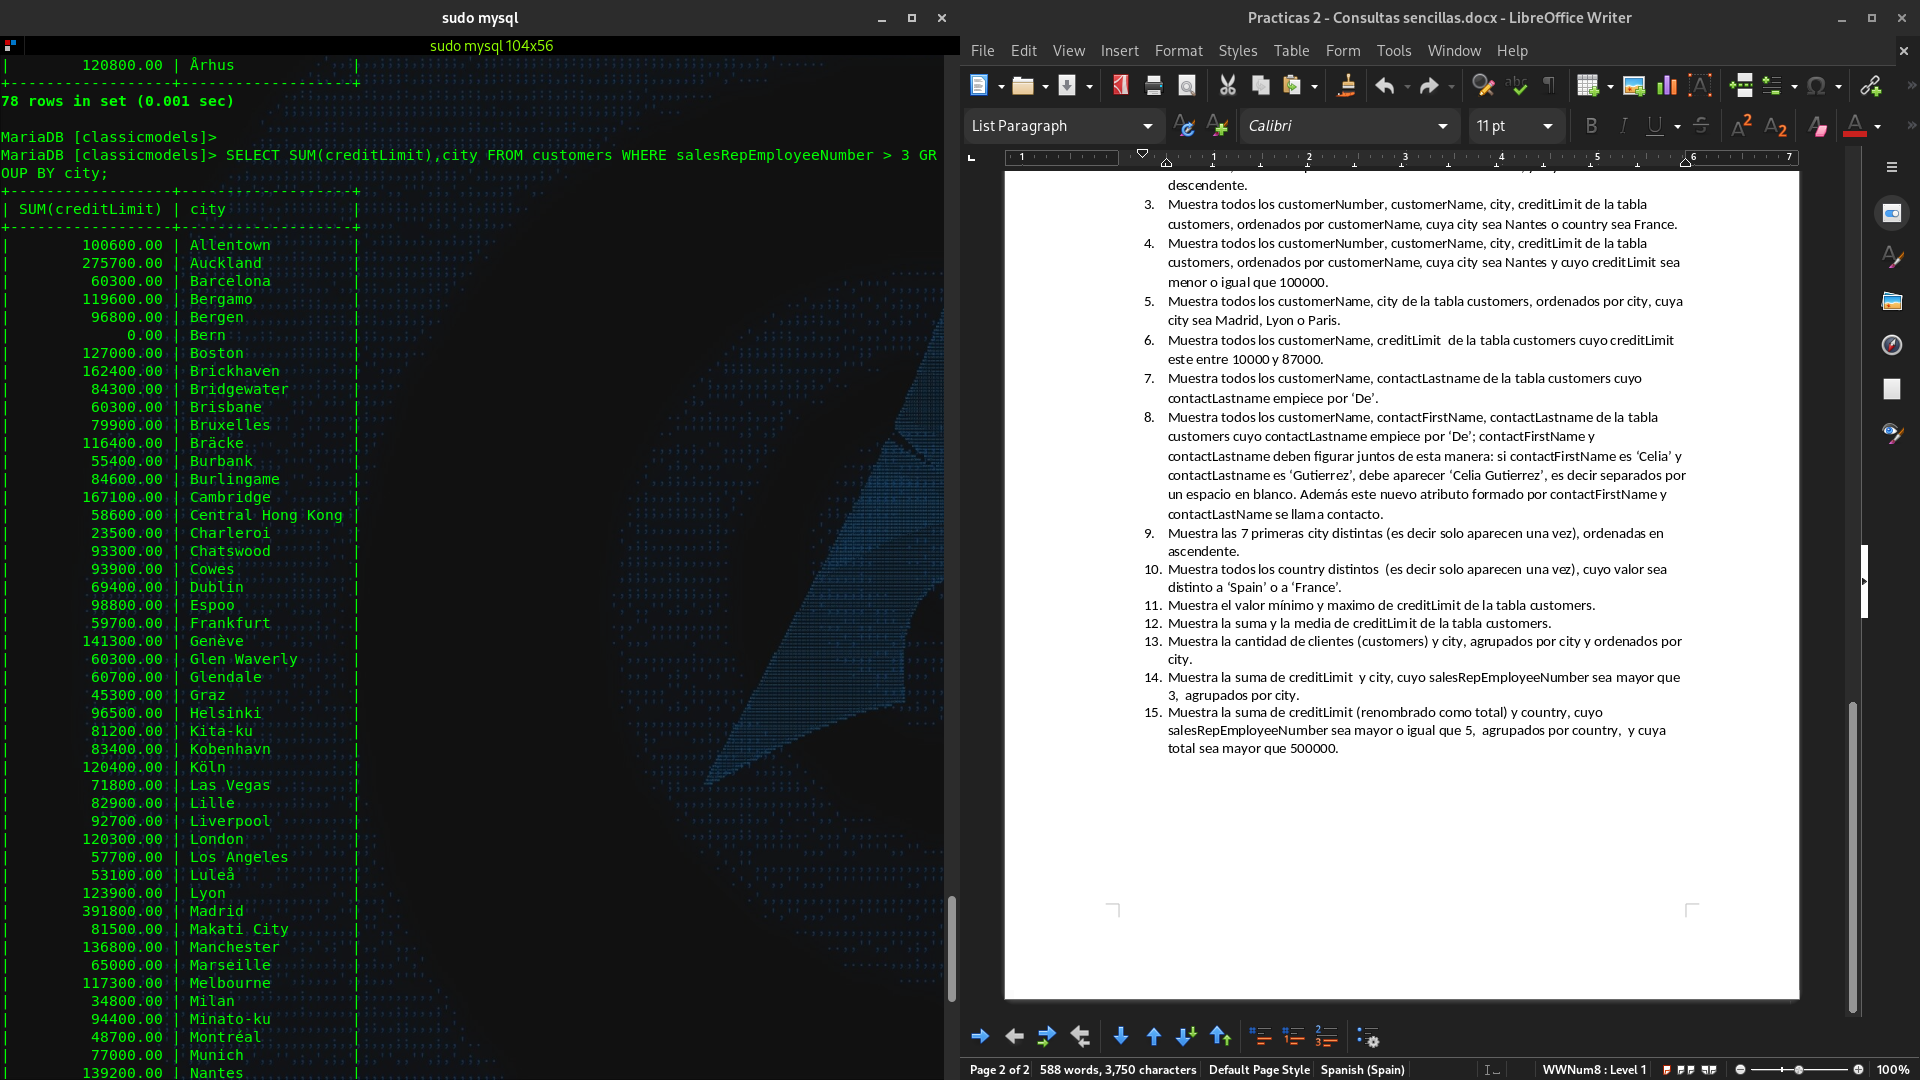 sudo mysql
sudo mysql 104x56
| 120800.00 | Århus |
+------------------+------------------+
78 rows in set (0.001 sec)
MariaDB [classicmodels]>
MariaDB [classicmodels]> SELECT SUM(creditLimit),city FROM customers WHERE salesRepEmployeeNumber > 3 GR
OUP BY city;
+------------------+------------------+
| SUM(creditLimit) | city |
+------------------+------------------+
| 100600.00 | Allentown |
| 275700.00 | Auckland |
| 60300.00 | Barcelona |
| 119600.00 | Bergamo |
| 96800.00 | Bergen |
| 0.00 | Bern |
| 127000.00 | Boston |
| 162400.00 | Brickhaven |
| 84300.00 | Bridgewater |
| 60300.00 | Brisbane |
| 79900.00 | Bruxelles |
| 116400.00 | Bräcke |
| 55400.00 | Burbank |
| 84600.00 | Burlingame |
| 167100.00 | Cambridge |
| 58600.00 | Central Hong Kong |
| 23500.00 | Charleroi |
| 93300.00 | Chatswood |
| 93900.00 | Cowes |
| 69400.00 | Dublin |
| 98800.00 | Espoo |
| 59700.00 | Frankfurt |
| 141300.00 | Genève |
| 60300.00 | Glen Waverly |
| 60700.00 | Glendale |
| 45300.00 | Graz |
| 96500.00 | Helsinki |
| 81200.00 | Kita-ku |
| 83400.00 | Kobenhavn |
| 120400.00 | Köln |
| 71800.00 | Las Vegas |
| 82900.00 | Lille |
| 92700.00 | Liverpool |
| 120300.00 | London |
| 57700.00 | Los Angeles |
| 53100.00 | Luleå |
| 123900.00 | Lyon |
| 391800.00 | Madrid |
| 81500.00 | Makati City |
| 136800.00 | Manchester |
| 65000.00 | Marseille |
| 117300.00 | Melbourne |
| 34800.00 | Milan |
| 94400.00 | Minato-ku |
| 48700.00 | Montréal |
| 77000.00 | Munich |
| 139200.00 | Nantes |
Practicas 2 - Consultas sencillas.docx - LibreOffice Writer
File Edit View Insert Format Styles Table Form Tools Window Help
List Paragraph Calibri 11 pt
1 1 2 3 4 5 6 7
descendente.
3. Muestra todos los customerNumber, customerName, city, creditLimit de la tabla
customers, ordenados por customerName, cuya city sea Nantes o country sea France.
4. Muestra todos los customerNumber, customerName, city, creditLimit de la tabla
customers, ordenados por customerName, cuya city sea Nantes y cuyo creditLimit sea
menor o igual que 100000.
5. Muestra todos los customerName, city de la tabla customers, ordenados por city, cuya
city sea Madrid, Lyon o Paris.
6. Muestra todos los customerName, creditLimit de la tabla customers cuyo creditLimit
este entre 10000 y 87000.
7. Muestra todos los customerName, contactLastname de la tabla customers cuyo
contactLastname empiece por ‘De’.
8. Muestra todos los customerName, contactFirstName, contactLastname de la tabla
customers cuyo contactLastname empiece por ‘De’; contactFirstName y
contactLastname deben figurar juntos de esta manera: si contactFirstName es ‘Celia’ y
contactLastname es ‘Gutierrez’, debe aparecer ‘Celia Gutierrez’, es decir separados por
un espacio en blanco. Además este nuevo atributo formado por contactFirstName y
contactLastName se llama contacto.
9. Muestra las 7 primeras city distintas (es decir solo aparecen una vez), ordenadas en
ascendente.
10. Muestra todos los country distintos (es decir solo aparecen una vez), cuyo valor sea
distinto a ‘Spain’ o a ‘France’.
11. Muestra el valor mínimo y maximo de creditLimit de la tabla customers.
12. Muestra la suma y la media de creditLimit de la tabla customers.
13. Muestra la cantidad de clientes (customers) y city, agrupados por city y ordenados por
city.
14. Muestra la suma de creditLimit y city, cuyo salesRepEmployeeNumber sea mayor que
3, agrupados por city.
15. Muestra la suma de creditLimit (renombrado como total) y country, cuyo
salesRepEmployeeNumber sea mayor o igual que 5, agrupados por country, y cuya
total sea mayor que 500000.
Page 2 of 2 588 words, 3,750 characters Default Page Style Spanish (Spain) WWNum8 : Level 1 100%